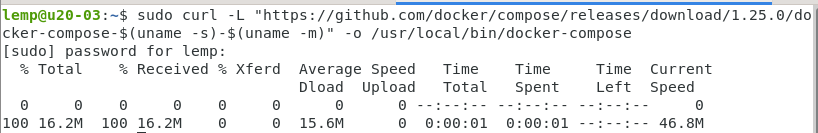 lemp@u20-03:~$ sudo curl -L "https://github.com/docker/compose/releases/download/1.25.0/do
cker-compose-$(uname -s)-$(uname -m)" -o /usr/local/bin/docker-compose
[sudo] password for lemp:
  % Total    % Received % Xferd  Average Speed   Time    Time     Time  Current
                                 Dload  Upload   Total   Spent    Left  Speed
  0     0    0     0    0     0      0      0 --:--:-- --:--:-- --:--:--     0
100 16.2M  100 16.2M    0     0  15.6M      0  0:00:01  0:00:01 --:--:-- 46.8M